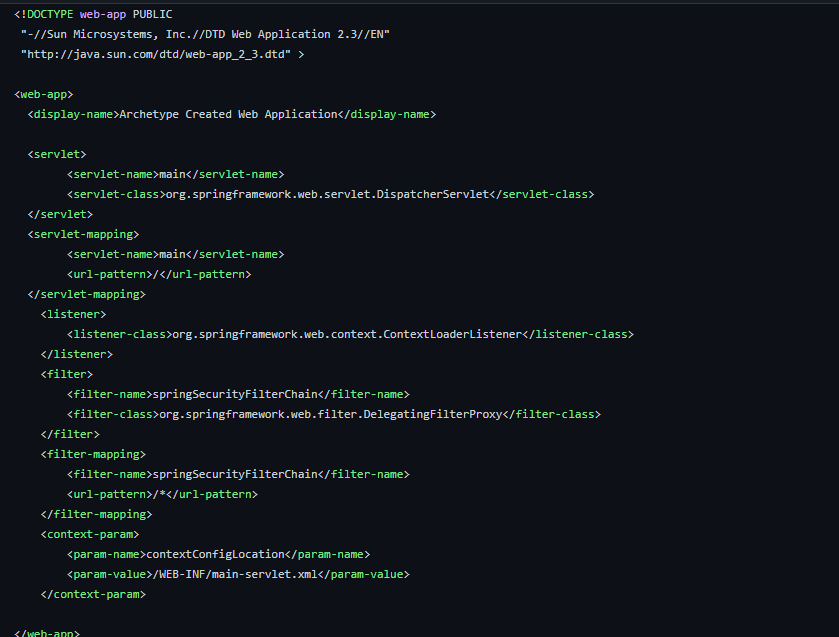 <!DOCTYPE web-app PUBLIC
 "-//Sun Microsystems, Inc.//DTD Web Application 2.3//EN"
 "http://java.sun.com/dtd/web-app_2_3.dtd" >

<web-app>
  <display-name>Archetype Created Web Application</display-name>

  <servlet>
        <servlet-name>main</servlet-name>
        <servlet-class>org.springframework.web.servlet.DispatcherServlet</servlet-class>
  </servlet>
  <servlet-mapping>
        <servlet-name>main</servlet-name>
        <url-pattern>/</url-pattern>
  </servlet-mapping>
    <listener>
        <listener-class>org.springframework.web.context.ContextLoaderListener</listener-class>
    </listener>
    <filter>
        <filter-name>springSecurityFilterChain</filter-name>
        <filter-class>org.springframework.web.filter.DelegatingFilterProxy</filter-class>
    </filter>
    <filter-mapping>
        <filter-name>springSecurityFilterChain</filter-name>
        <url-pattern>/*</url-pattern>
    </filter-mapping>
    <context-param>
        <param-name>contextConfigLocation</param-name>
        <param-value>/WEB-INF/main-servlet.xml</param-value>
    </context-param>

</web-app>